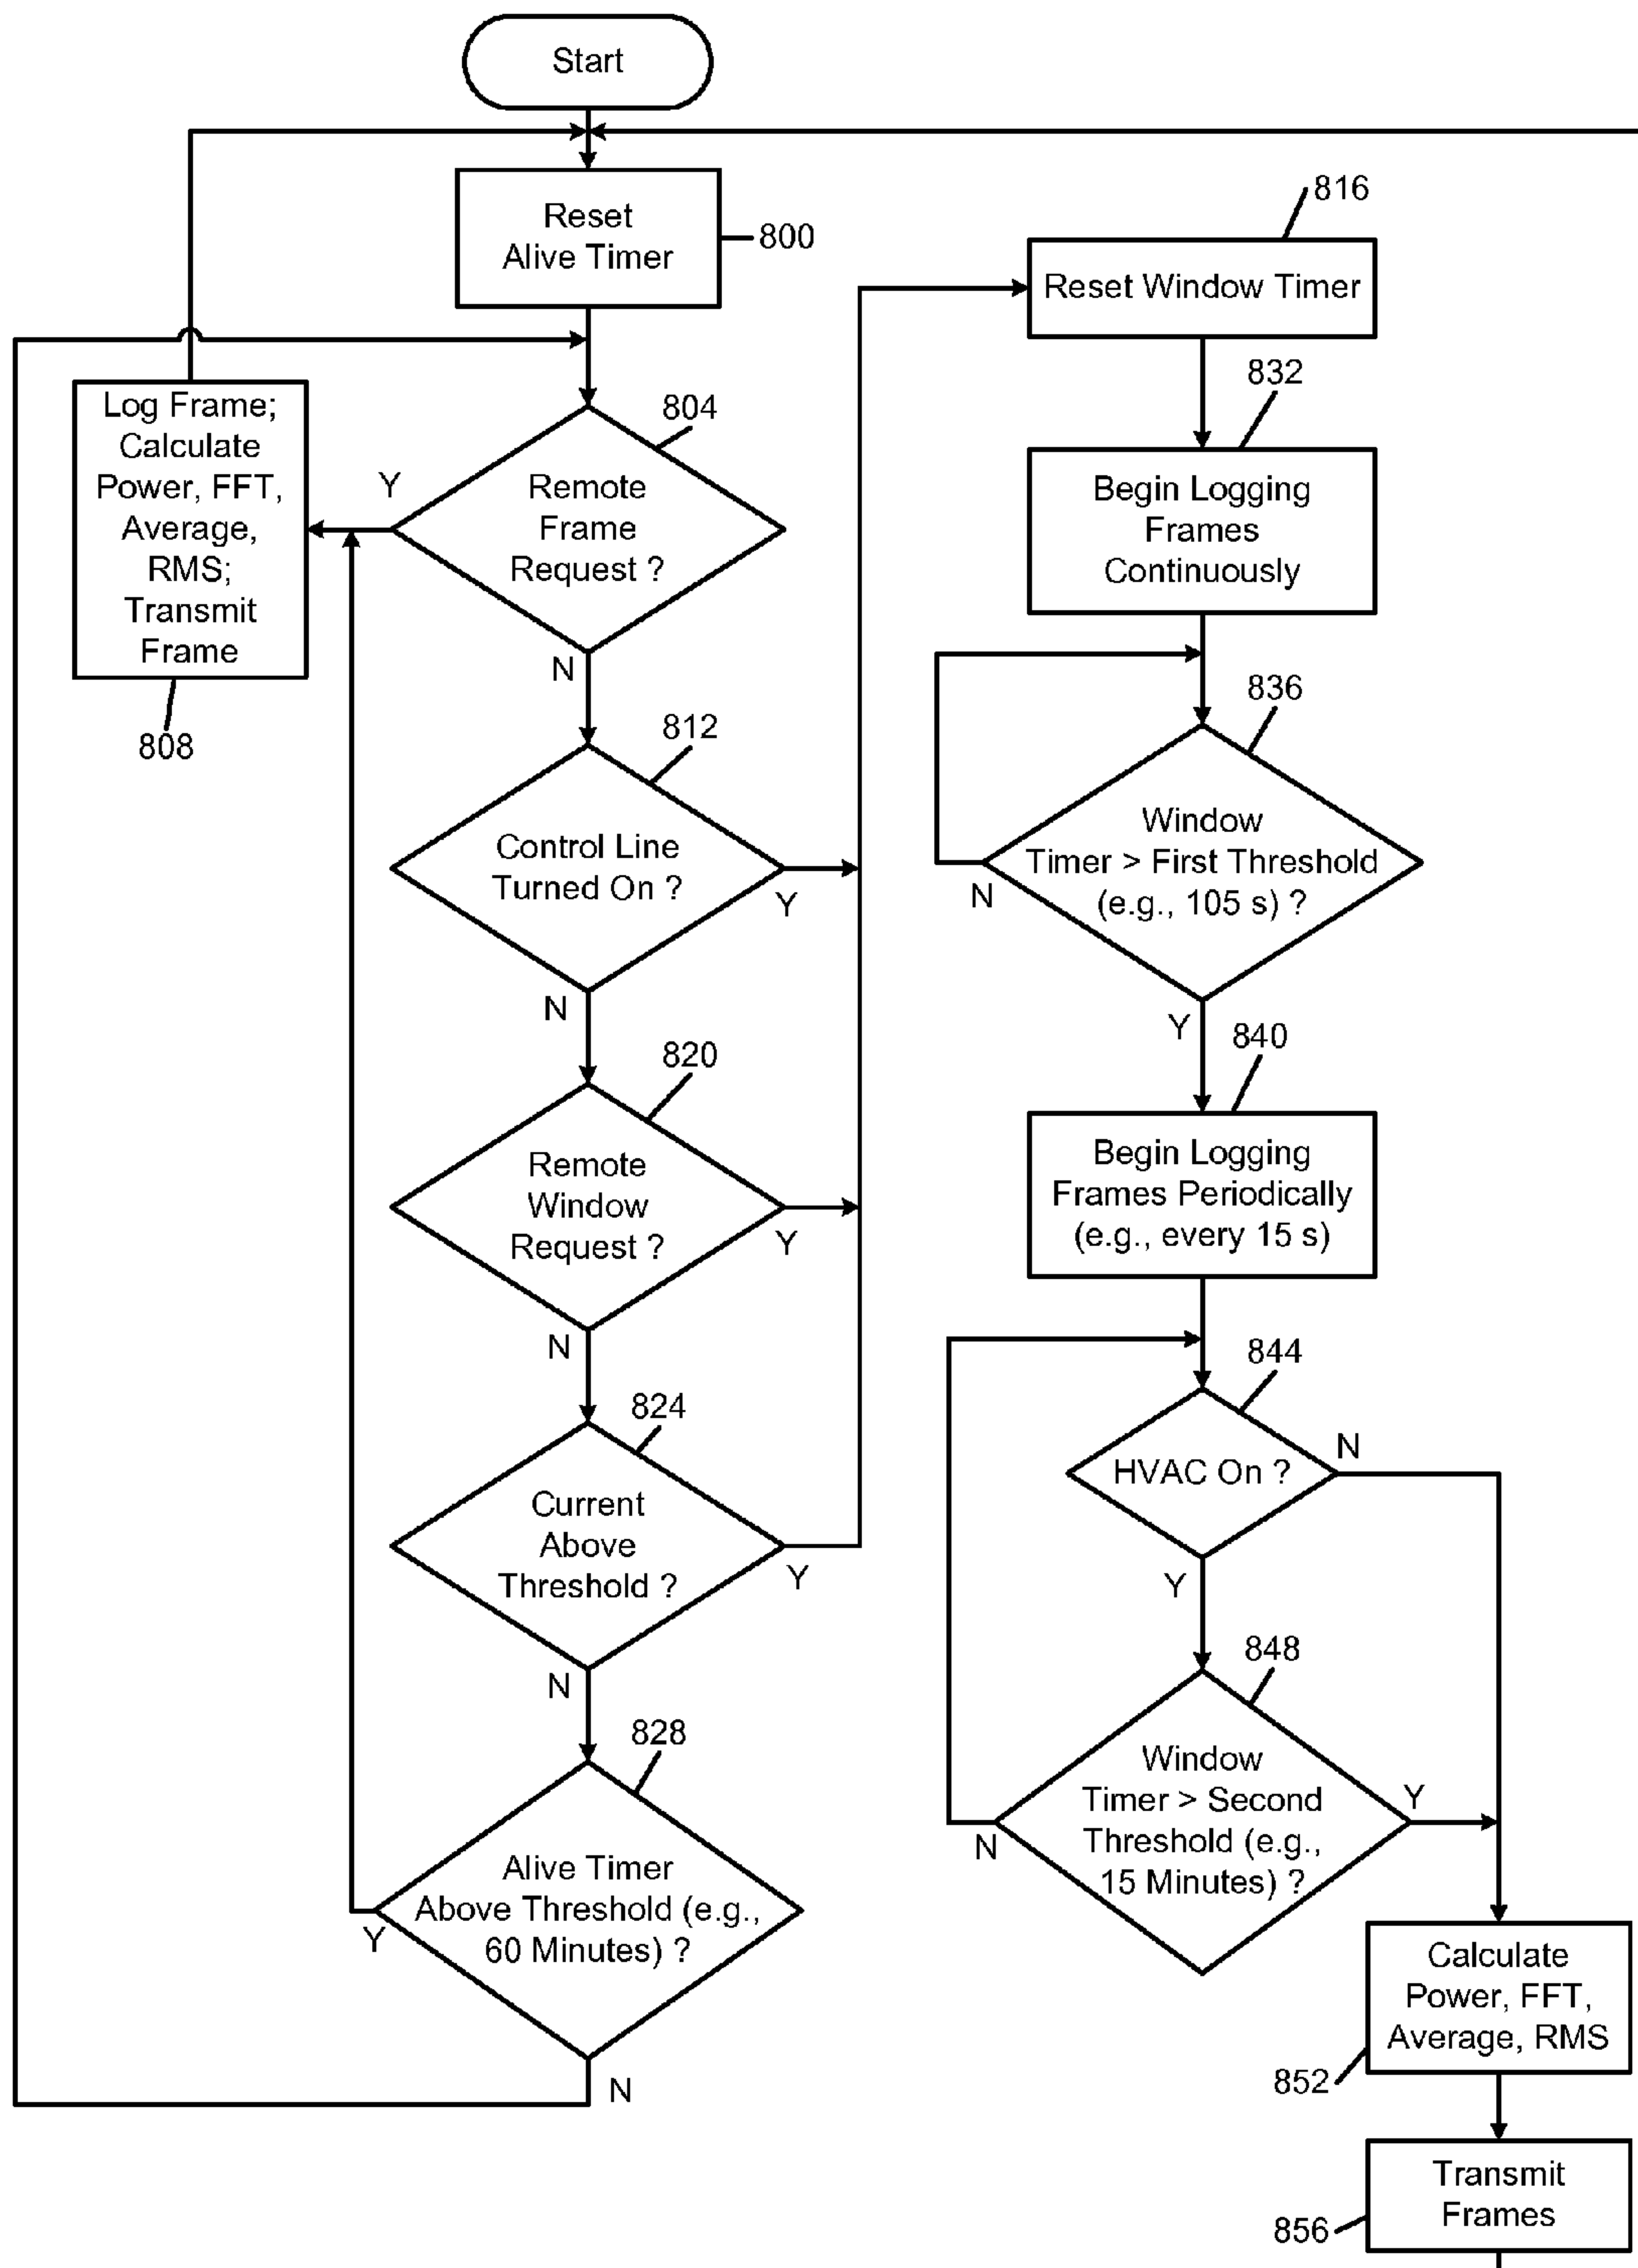 Start
Reset
Alive Timer
800
Log Frame;
Calculate
Power, FFT,
Average,
RMS;
Transmit
Frame
808
804
Remote
Frame
Request ?
Y
N
812
Control Line
Turned On ?
Y
N
820
Remote
Window
Request ?
Y
N
824
Current
Above
Threshold ?
Y
N
828
Alive Timer
Above Threshold (e.g.,
60 Minutes) ?
Y
N
816
Reset Window Timer
832
Begin Logging
Frames
Continuously
836
Window
Timer > First Threshold
(e.g., 105 s) ?
N
Y
840
Begin Logging
Frames Periodically
(e.g., every 15 s)
844
HVAC On ?
N
Y
848
Window
Timer > Second
Threshold (e.g.,
15 Minutes) ?
Y
N
Calculate
Power, FFT,
Average, RMS
852
Transmit
Frames
856